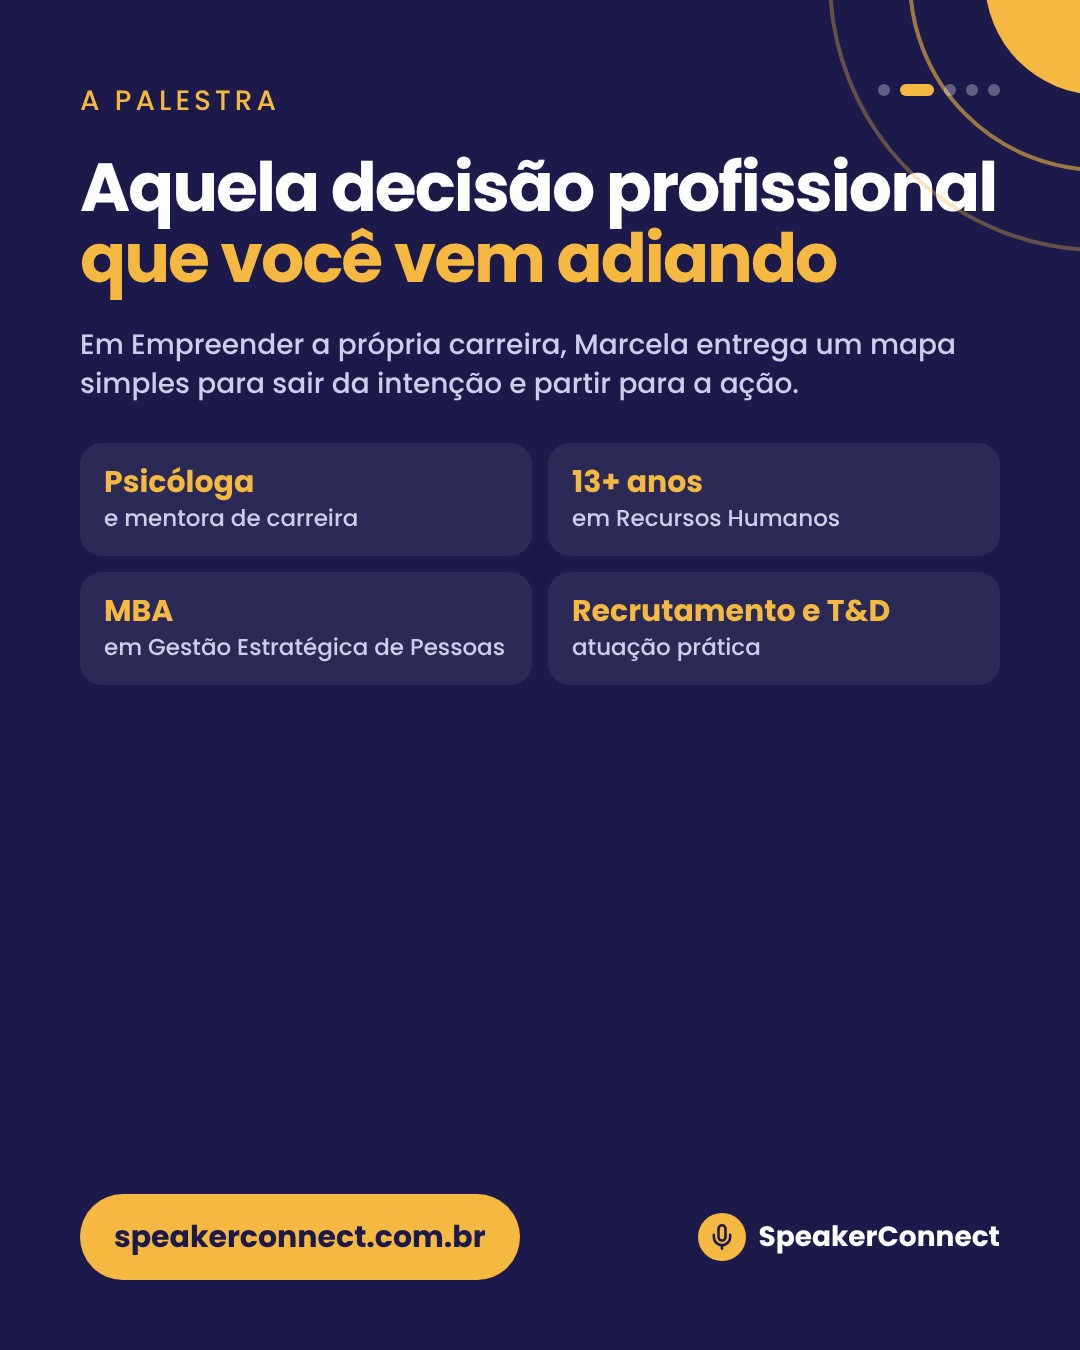 A PALESTRA
Aquela decisão profissional
que você vem adiando
Em Empreender a própria carreira, Marcela entrega um mapa
simples para sair da intenção e partir para a ação.
Psicóloga
e mentora de carreira
13+ anos
em Recursos Humanos
MBA
em Gestão Estratégica de Pessoas
Recrutamento e T&D
atuação prática
speakerconnect.com.br
SpeakerConnect